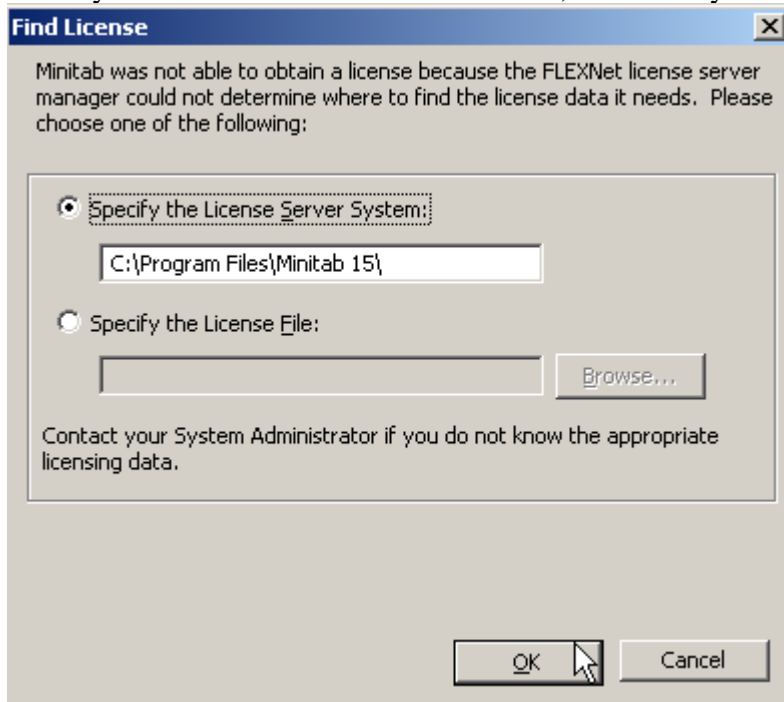 Find License
Minitab was not able to obtain a license because the FLEXNet license server
manager could not determine where to find the license data it needs.  Please
choose one of the following:
Specify the License Server System:
C:\Program Files\Minitab 15\
Specify the License File:
Browse...
Contact your System Administrator if you do not know the appropriate
licensing data.
OK
Cancel